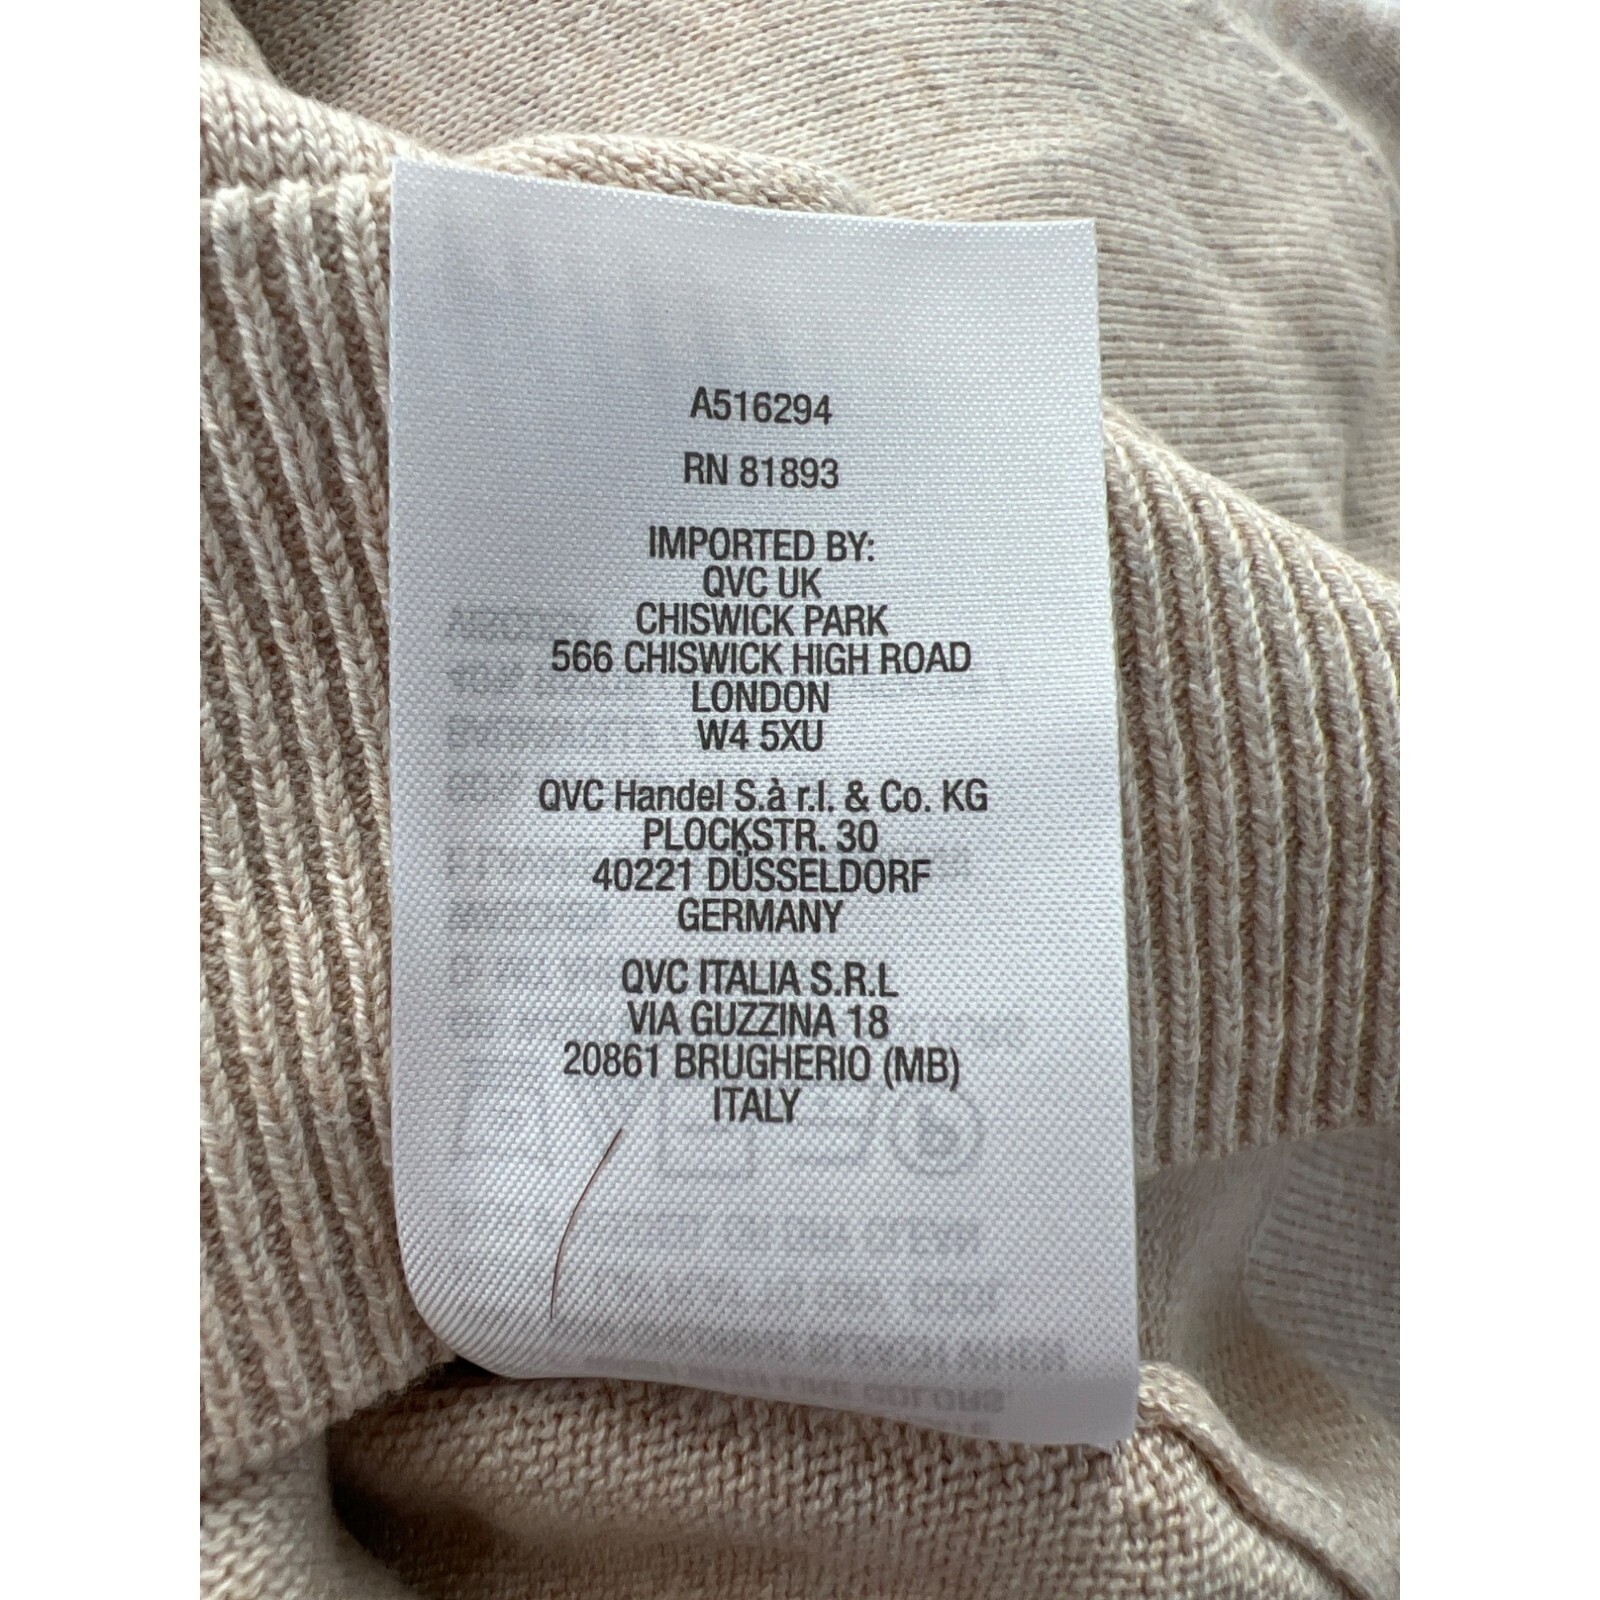 A516294
RN 81893
IMPORTED BY:
QVC UK
CHISWICK PARK
566 CHISWICK HIGH ROAD
LONDON
W4 5XU
QVC Handel S.à r.l. & Co. KG
PLOCKSTR. 30
40221 DÜSSELDORF
GERMANY
QVC ITALIA S.R.L
VIA GUZZINA 18
20861 BRUGHERIO (MB)
ITALY